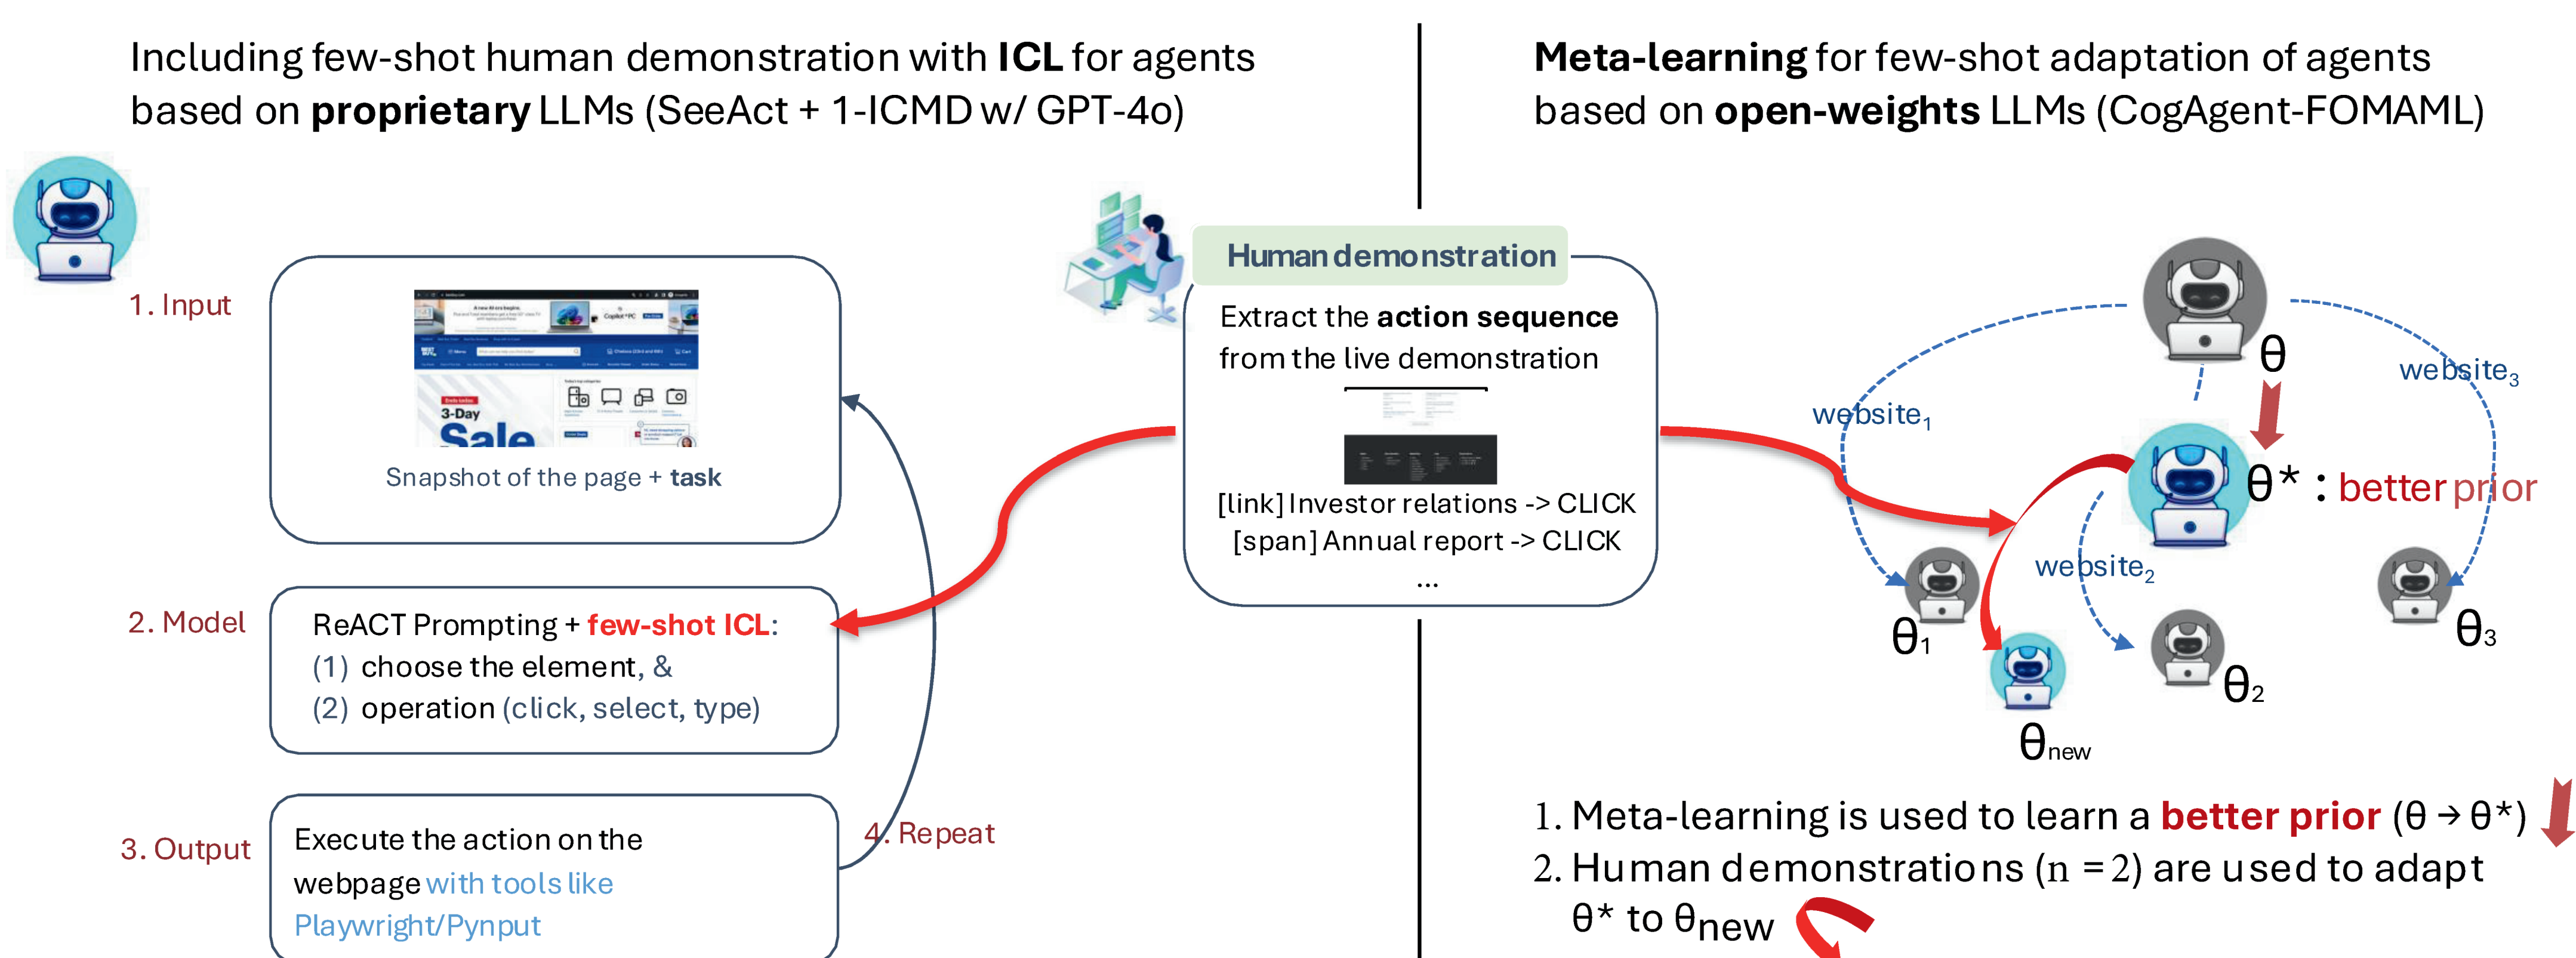 Including few-shot human demonstration with ICL for agents
based on proprietary LLMs (SeeAct + 1-ICMD w/ GPT-4o)
1. Input
3-Day
Sale
Snapshot of the page + task
2. Model
ReACT Prompting + few-shot ICL:
(1) choose the element, &
(2) operation (click, select, type)
3. Output
Execute the action on the
webpage with tools like
Playwright/Pynput
4. Repeat
Human demonstration
Extract the action sequence
from the live demonstration
[link] Investor relations -> CLICK
[span] Annual report -> CLICK
...
Meta-learning for few-shot adaptation of agents
based on open-weights LLMs (CogAgent-FOMAML)
θ
website₁
website₃
θ* : better prior
website₂
θ₁
θ₃
θ₂
θnew
1. Meta-learning is used to learn a better prior (θ → θ*)
2. Human demonstrations (n = 2) are used to adapt
θ* to θnew